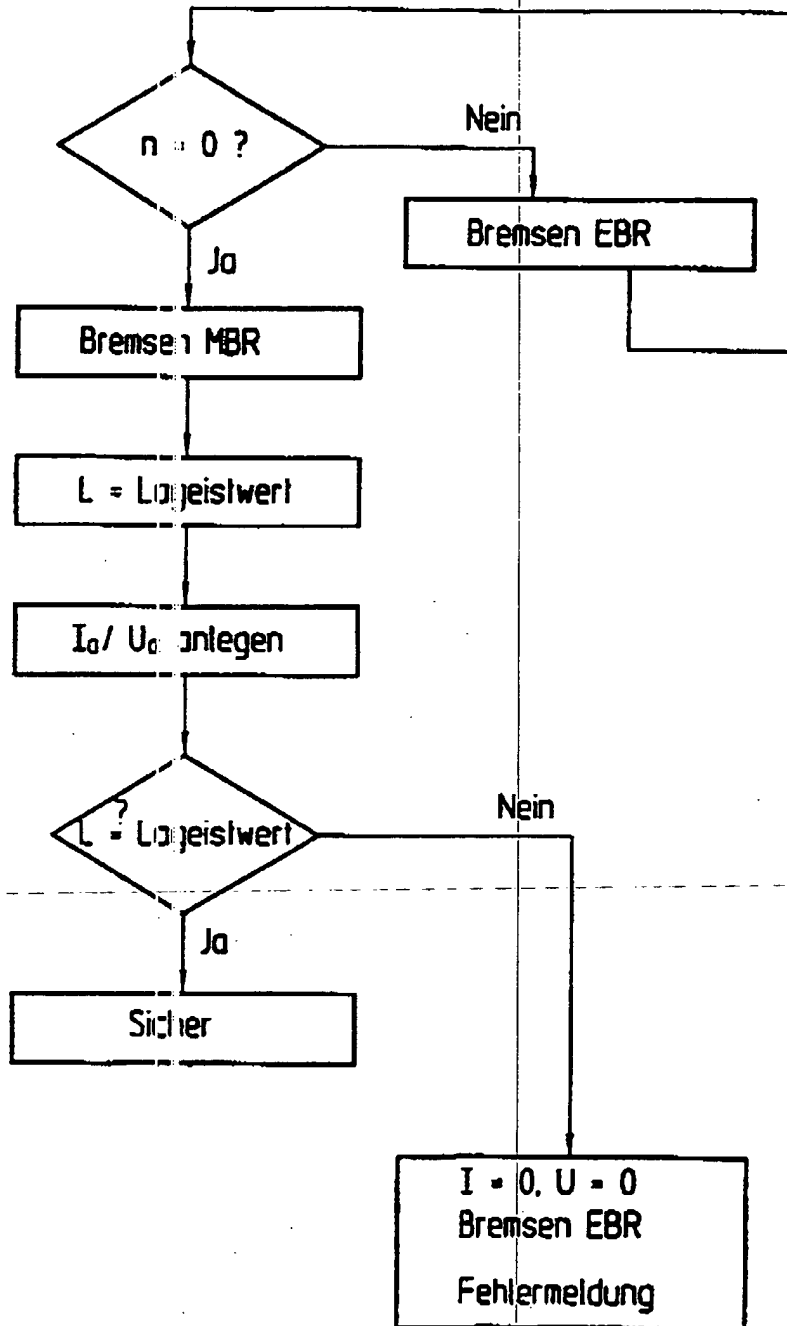 n = 0 ?
Nein
Bremsen EBR
Ja
Bremsen MBR
L = Lageistwert
Ia/ Ua anlegen
?
L = Lageistwert
Nein
Ja
Sicher
I = 0, U = 0
Bremsen EBR
Fehlermeldung